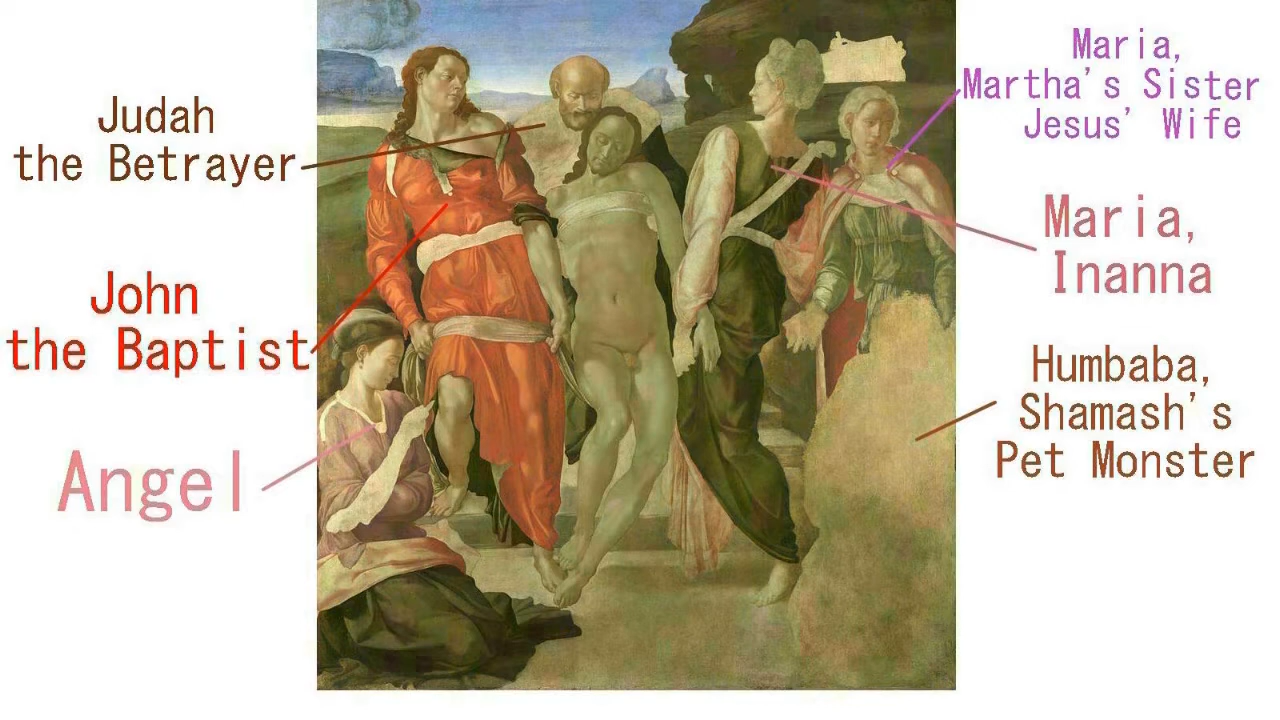 Judah
the Betrayer
John
the Baptist
Angel
Maria,
Martha's Sister
Jesus' Wife
Maria,
Inanna
Humbaba,
Shamash's
Pet Monster